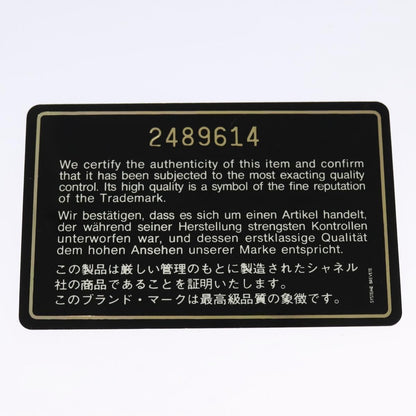 2489614
We certify the authenticity of this item and confirm
that it has been subjected to the most exacting quality
control. Its high quality is a symbol of the fine reputation
of the Trademark.
Wir bestätigen, dass es sich um einen Artikel handelt,
der während seiner Herstellung strengsten Kontrollen
unterworfen war, und dessen erstklassige Qualität
dem hohen Ansehen unserer Marke entspricht.
この製品は厳しい管理のもとに製造されたシャネル
社の商品であることを証明いたします。
このブランド・マークは最高級品質の象徴です。
SYSTEME BREVETE